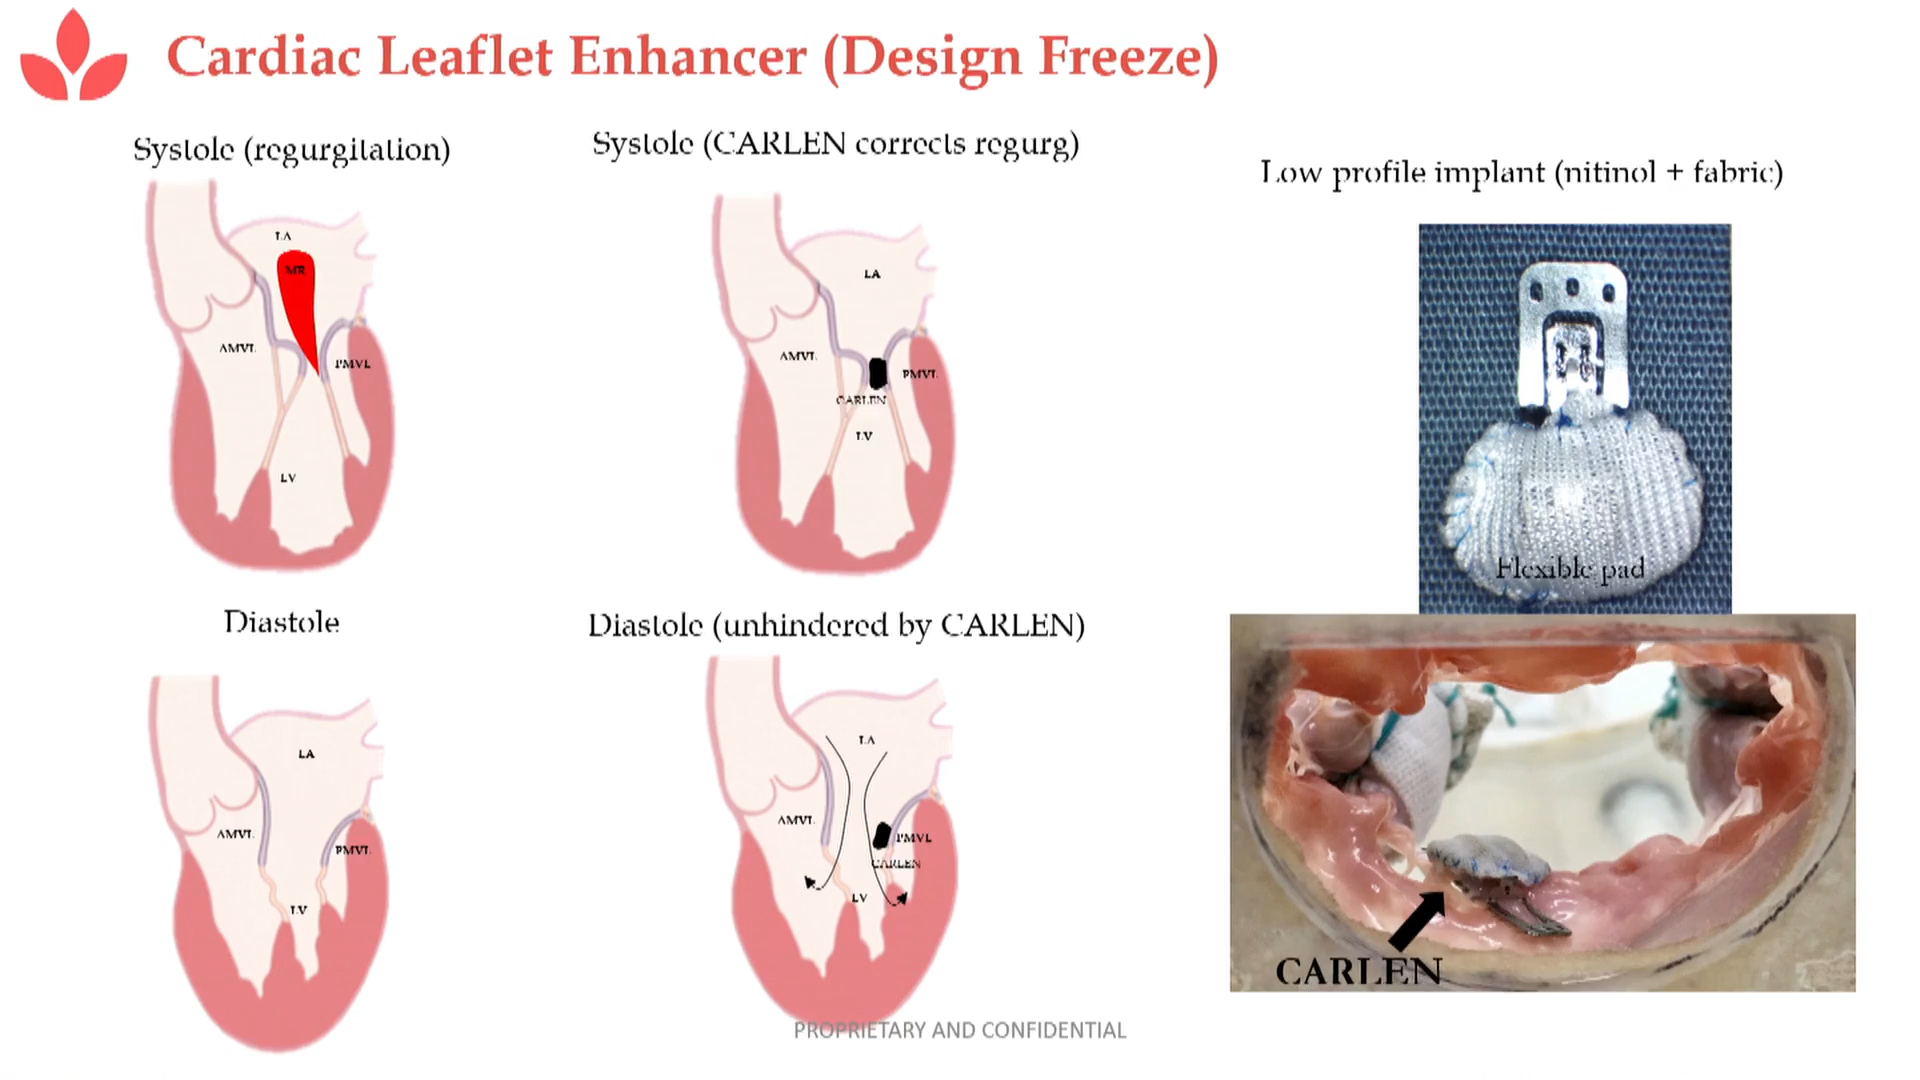 Cardiac Leaflet Enhancer (Design Freeze)
Systole (regurgitation)
LA
MR
AMVL
PMVL
LV
Systole (CARLEN corrects regurg)
LA
AMVL
PMVL
CARLEN
LV
Low profile implant (nitinol + fabric)
Flexible pad
Diastole
LA
AMVL
PMVL
LV
Diastole (unhindered by CARLEN)
LA
AMVL
PMVL
CARLEN
LV
CARLEN
PROPRIETARY AND CONFIDENTIAL